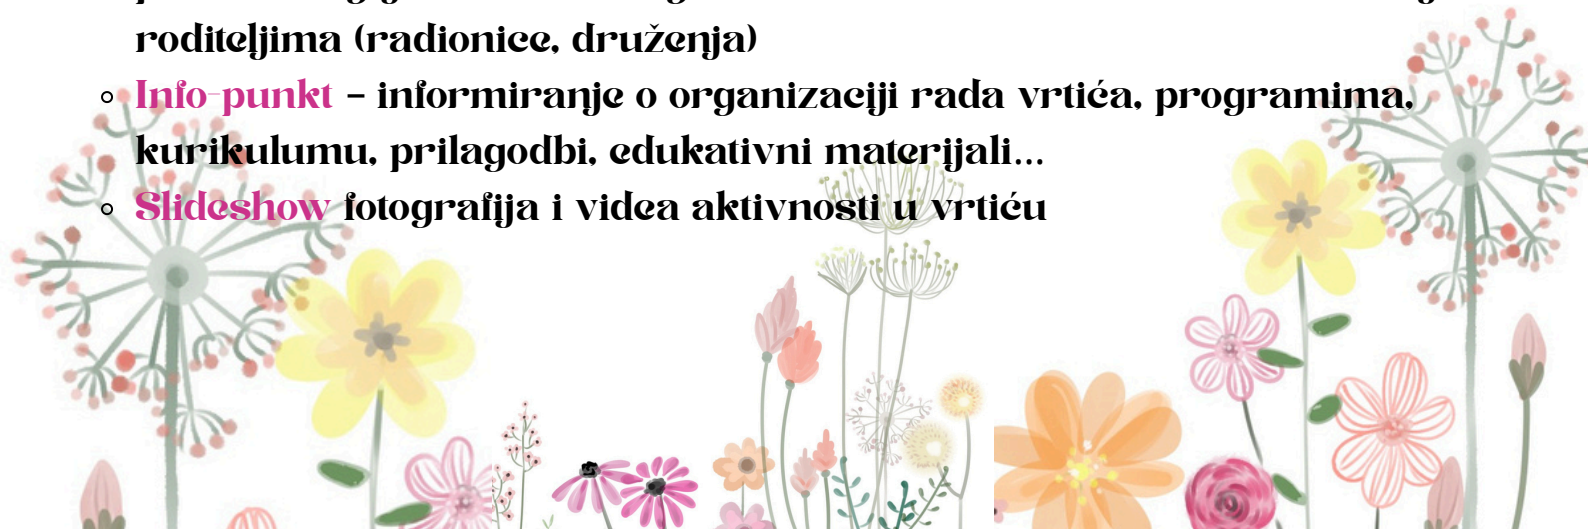 roditeljima (radionice, druženja)
Info-punkt – informiranje o organizaciji rada vrtića, programima,
kurikulumu, prilagodbi, edukativni materijali...
Slideshow fotografija i videa aktivnosti u vrtiću